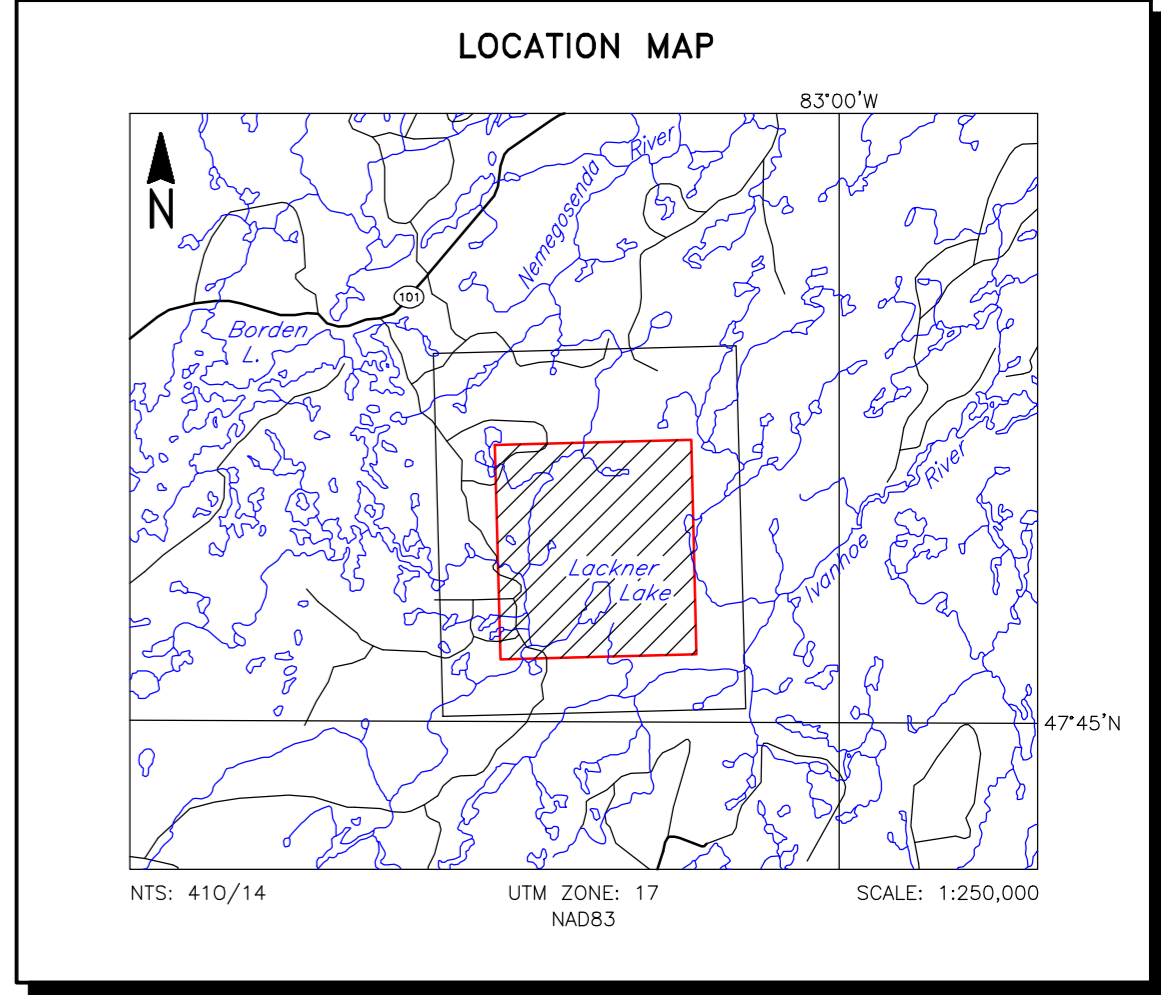 LOCATION MAP
83°00'W
N
River
Nemegosenda
101
Borden
L.
River
Lackner
Lake
Ivanhoe
47°45'N
NTS: 410/14
UTM ZONE: 17
SCALE: 1:250,000
NAD83